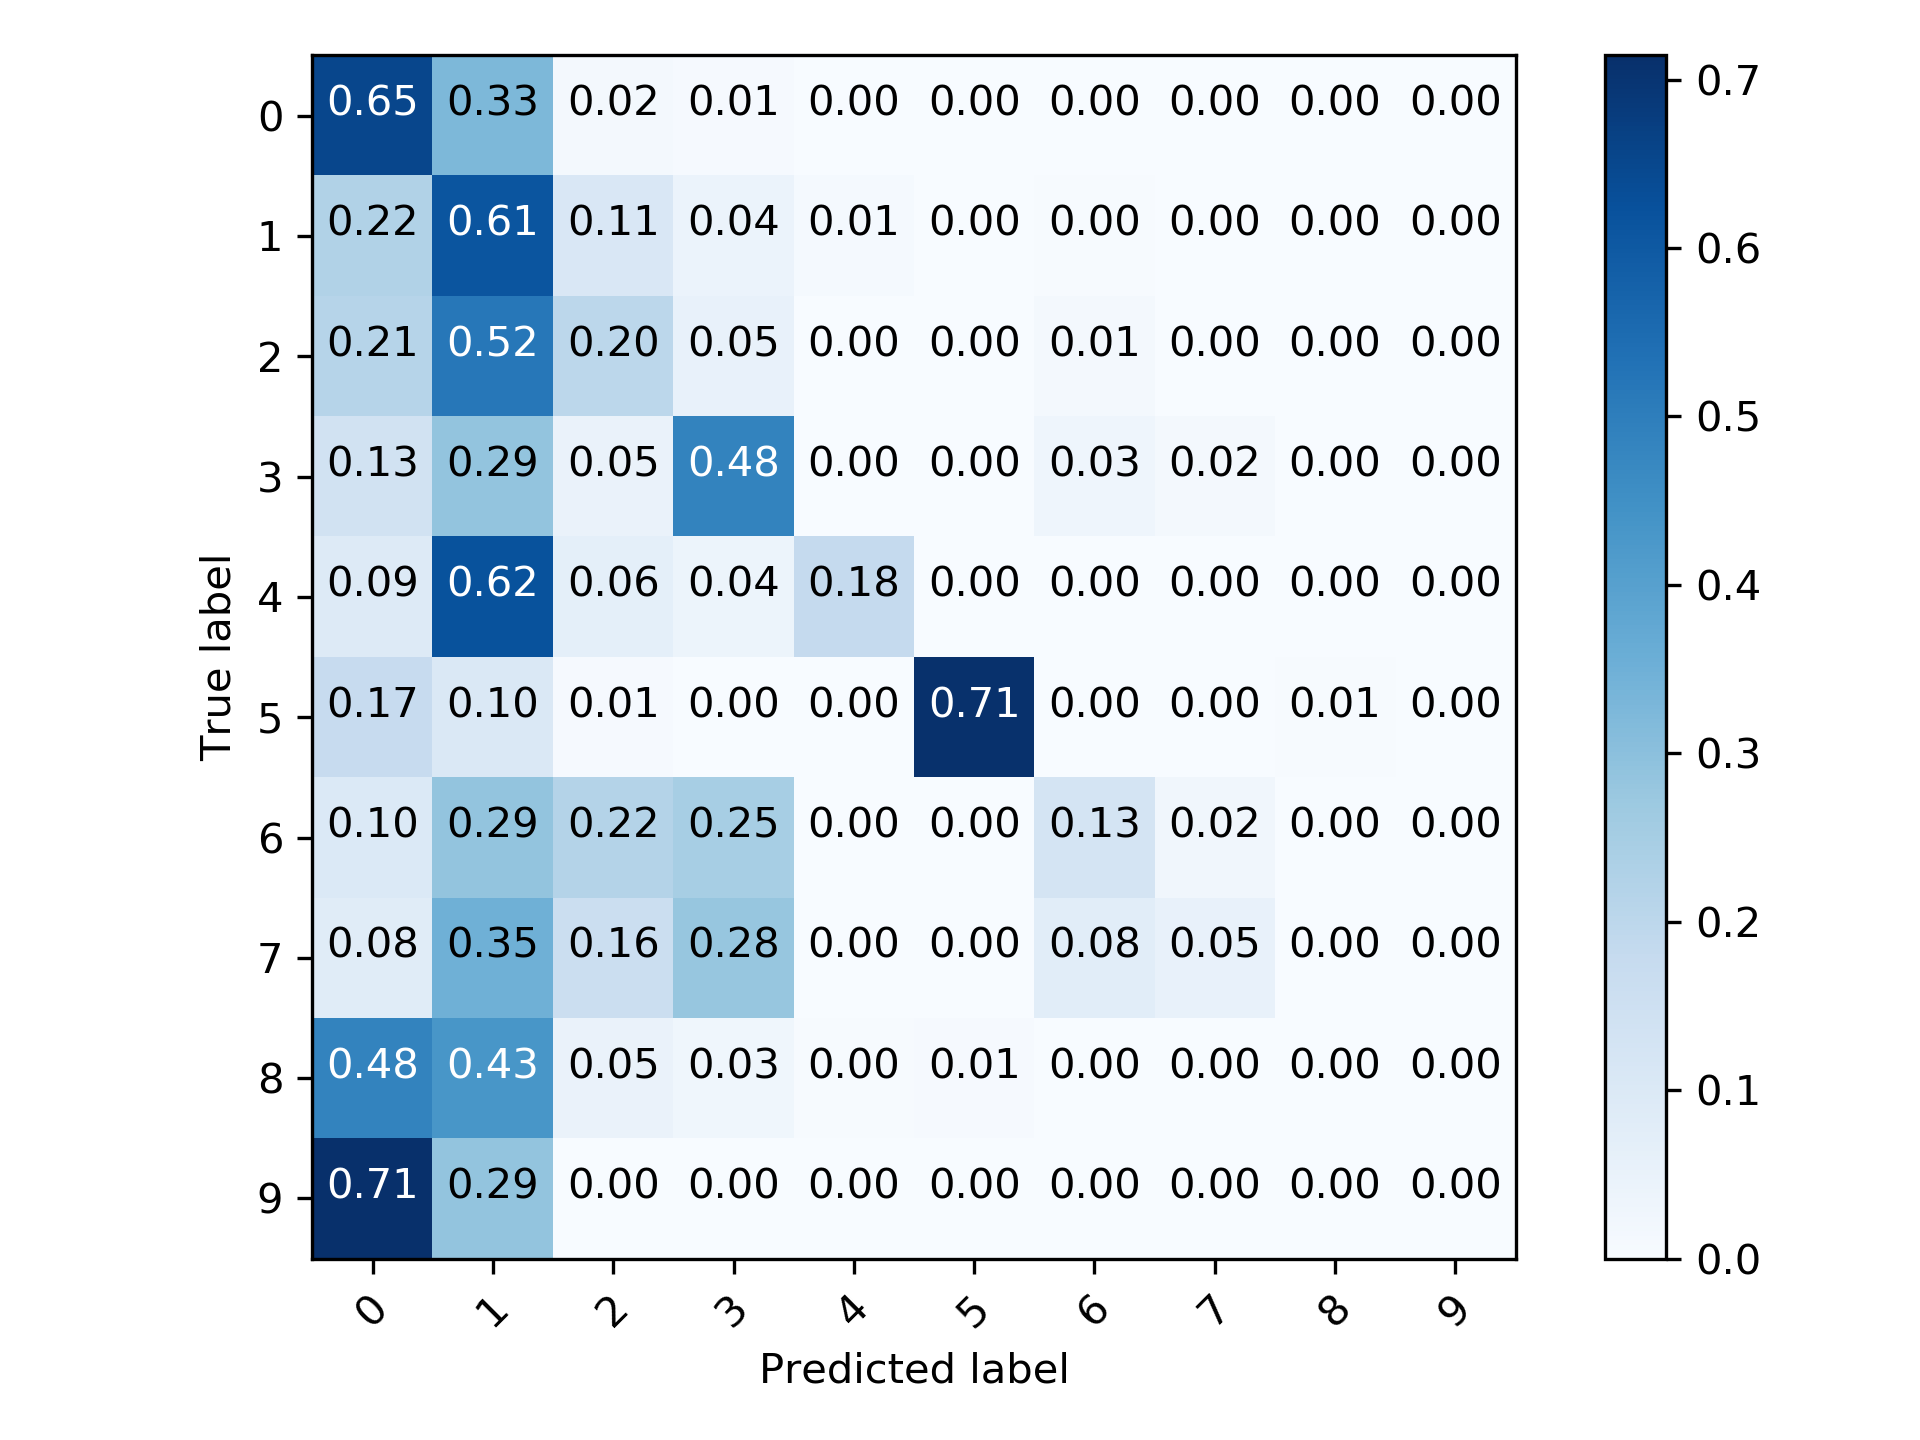 0 0.65 0.33 0.02 0.01 0.00 0.00 0.00 0.00 0.00 0.00
1 0.22 0.61 0.11 0.04 0.01 0.00 0.00 0.00 0.00 0.00
2 0.21 0.52 0.20 0.05 0.00 0.00 0.01 0.00 0.00 0.00
3 0.13 0.29 0.05 0.48 0.00 0.00 0.03 0.02 0.00 0.00
4 0.09 0.62 0.06 0.04 0.18 0.00 0.00 0.00 0.00 0.00
5 0.17 0.10 0.01 0.00 0.00 0.71 0.00 0.00 0.01 0.00
6 0.10 0.29 0.22 0.25 0.00 0.00 0.13 0.02 0.00 0.00
7 0.08 0.35 0.16 0.28 0.00 0.00 0.08 0.05 0.00 0.00
8 0.48 0.43 0.05 0.03 0.00 0.01 0.00 0.00 0.00 0.00
9 0.71 0.29 0.00 0.00 0.00 0.00 0.00 0.00 0.00 0.00
0 1 2 3 4 5 6 7 8 9
Predicted label
True label
0.7
0.6
0.5
0.4
0.3
0.2
0.1
0.0